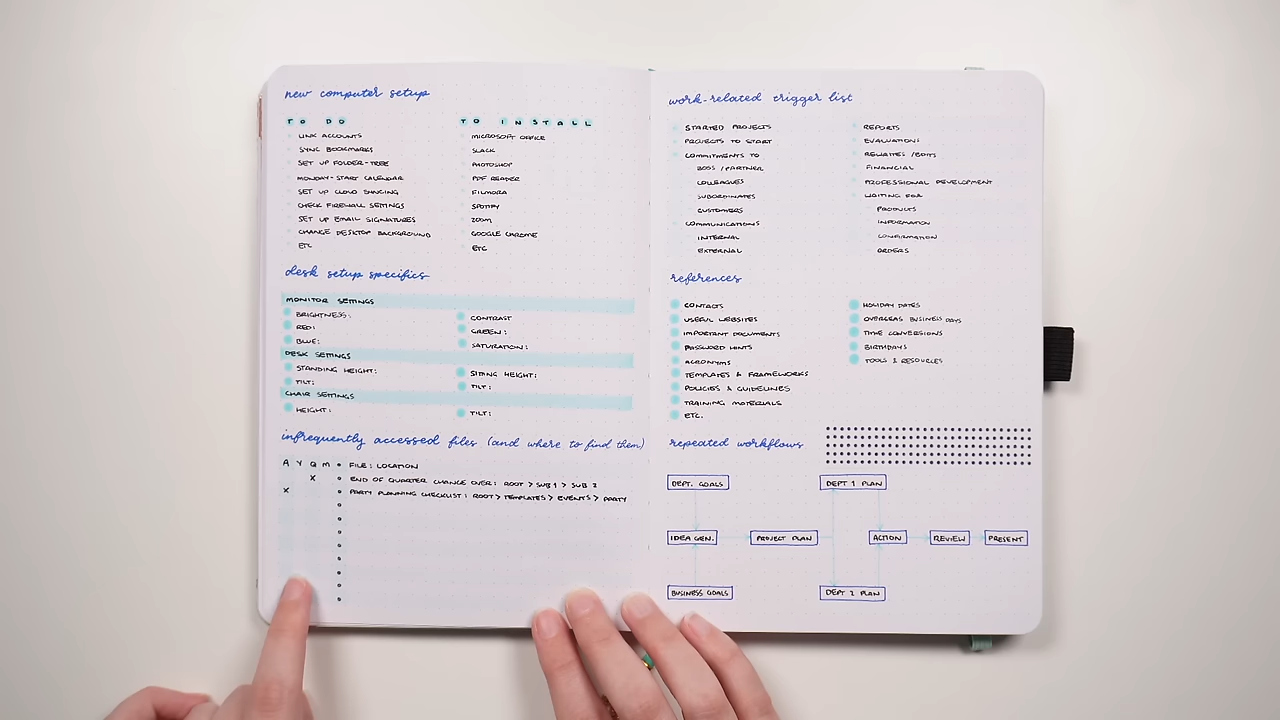 new computer setup
TO DO
LINK ACCOUNTS
SYNC BOOKMARKS
SET UP FOLDER-TREE
MONDAY-START CALENDAR
SET UP CLOUD SYNCING
CHECK FIREWALL SETTINGS
SET UP EMAIL SIGNATURES
CHANGE DESKTOP BACKGROUND
ETC
TO INSTALL
MICROSOFT OFFICE
SLACK
PHOTOSHOP
PDF READER
FILMORA
SPOTIFY
ZOOM
GOOGLE CHROME
ETC
desk setup specifics
MONITOR SETTINGS
BRIGHTNESS:
CONTRAST
RED:
GREEN:
BLUE:
SATURATION:
DESK SETTINGS
STANDING HEIGHT:
SITTING HEIGHT:
TILT:
TILT:
CHAIR SETTINGS
HEIGHT:
TILT:
infrequently accessed files (and where to find them)
A Y Q M FILE: LOCATION
X END OF QUARTER CHANGE OVER: ROOT > SUB 1 > SUB 2
X PARTY PLANNING CHECKLIST: ROOT > TEMPLATES > EVENTS > PARTY
work-related trigger list
STARTED PROJECTS
PROJECTS TO START
COMMITMENTS TO
BOSS / PARTNER
COLLEAGUES
SUBORDINATES
CUSTOMERS
COMMUNICATIONS
INTERNAL
EXTERNAL
REPORTS
EVALUATIONS
REWRITES / EDITS
FINANCIAL
PROFESSIONAL DEVELOPMENT
WAITING FOR
PRODUCTS
INFORMATION
CONFIRMATION
ORDERS
references
CONTACTS
USEFUL WEBSITES
IMPORTANT DOCUMENTS
PASSWORD HINTS
ACRONYMS
TEMPLATES & FRAMEWORKS
POLICIES & GUIDELINES
TRAINING MATERIALS
ETC.
HOLIDAY DATES
OVERSEAS BUSINESS DAYS
TIME CONVERSIONS
BIRTHDAYS
TOOLS & RESOURCES
repeated workflows
DEPT. GOALS
DEPT 1 PLAN
IDEA GEN.
PROJECT PLAN
ACTION
REVIEW
PRESENT
BUSINESS GOALS
DEPT 2 PLAN